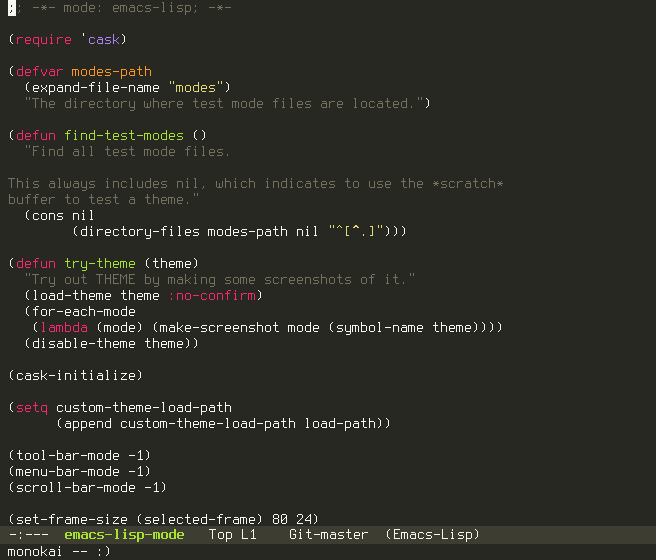 ;; -*- mode: emacs-lisp; -*-

(require 'cask)

(defvar modes-path
  (expand-file-name "modes")
  "The directory where test mode files are located.")

(defun find-test-modes ()
  "Find all test mode files.

This always includes nil, which indicates to use the *scratch*
buffer to test a theme."
  (cons nil
        (directory-files modes-path nil "^[^.]")))

(defun try-theme (theme)
  "Try out THEME by making some screenshots of it."
  (load-theme theme :no-confirm)
  (for-each-mode
   (lambda (mode) (make-screenshot mode (symbol-name theme))))
  (disable-theme theme))

(cask-initialize)

(setq custom-theme-load-path
      (append custom-theme-load-path load-path))

(tool-bar-mode -1)
(menu-bar-mode -1)
(scroll-bar-mode -1)

(set-frame-size (selected-frame) 80 24)
-:---  emacs-lisp-mode   Top L1    Git-master  (Emacs-Lisp)
monokai -- :)